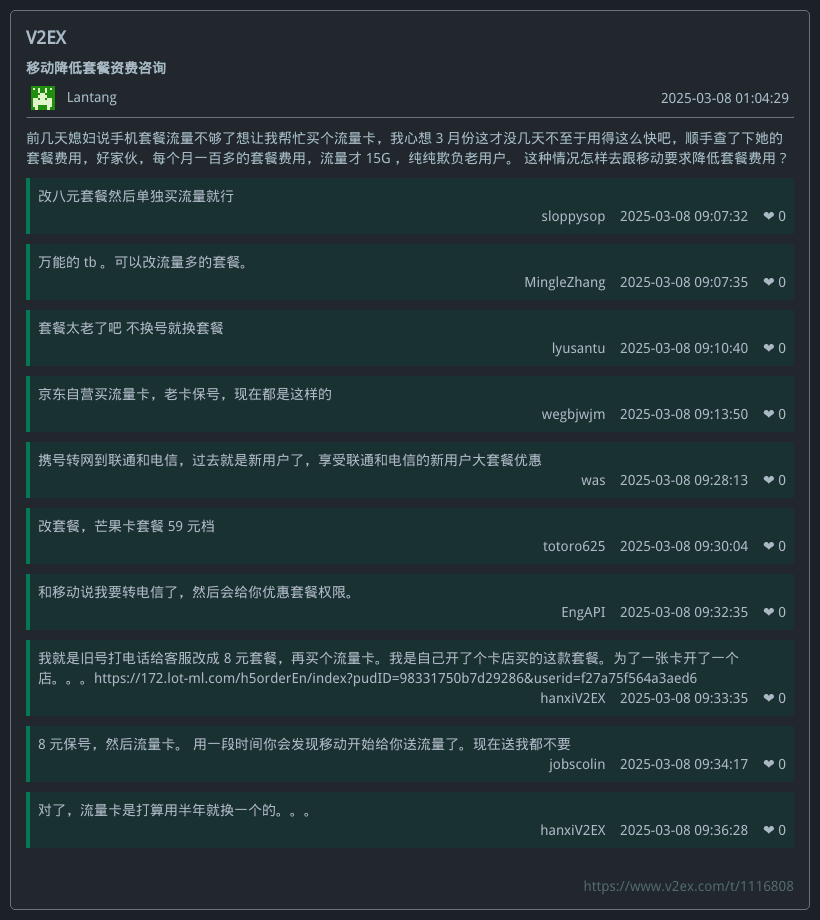 V2EX
移动降低套餐资费咨询
Lantang 2025-03-08 01:04:29
前几天媳妇说手机套餐流量不够了想让我帮忙买个流量卡，我心想 3 月份这才没几天不至于用得这么快吧，顺手查了下她的
套餐费用，好家伙，每个月一百多的套餐费用，流量才 15G ，纯纯欺负老用户。 这种情况怎样去跟移动要求降低套餐费用？
改八元套餐然后单独买流量就行
sloppysop 2025-03-08 09:07:32 ❤ 0
万能的 tb 。可以改流量多的套餐。
MingleZhang 2025-03-08 09:07:35 ❤ 0
套餐太老了吧 不换号就换套餐
lyusantu 2025-03-08 09:10:40 ❤ 0
京东自营买流量卡，老卡保号，现在都是这样的
wegbjwjm 2025-03-08 09:13:50 ❤ 0
携号转网到联通和电信，过去就是新用户了，享受联通和电信的新用户大套餐优惠
was 2025-03-08 09:28:13 ❤ 0
改套餐，芒果卡套餐 59 元档
totoro625 2025-03-08 09:30:04 ❤ 0
和移动说我要转电信了，然后会给你优惠套餐权限。
EngAPI 2025-03-08 09:32:35 ❤ 0
我就是旧号打电话给客服改成 8 元套餐，再买个流量卡。我是自己开了个卡店买的这款套餐。为了一张卡开了一个
店。。。https://172.lot-ml.com/h5orderEn/index?pudID=98331750b7d29286&userid=f27a75f564a3aed6
hanxiV2EX 2025-03-08 09:33:35 ❤ 0
8 元保号，然后流量卡。 用一段时间你会发现移动开始给你送流量了。现在送我都不要
jobscolin 2025-03-08 09:34:17 ❤ 0
对了，流量卡是打算用半年就换一个的。。。
hanxiV2EX 2025-03-08 09:36:28 ❤ 0
https://www.v2ex.com/t/1116808